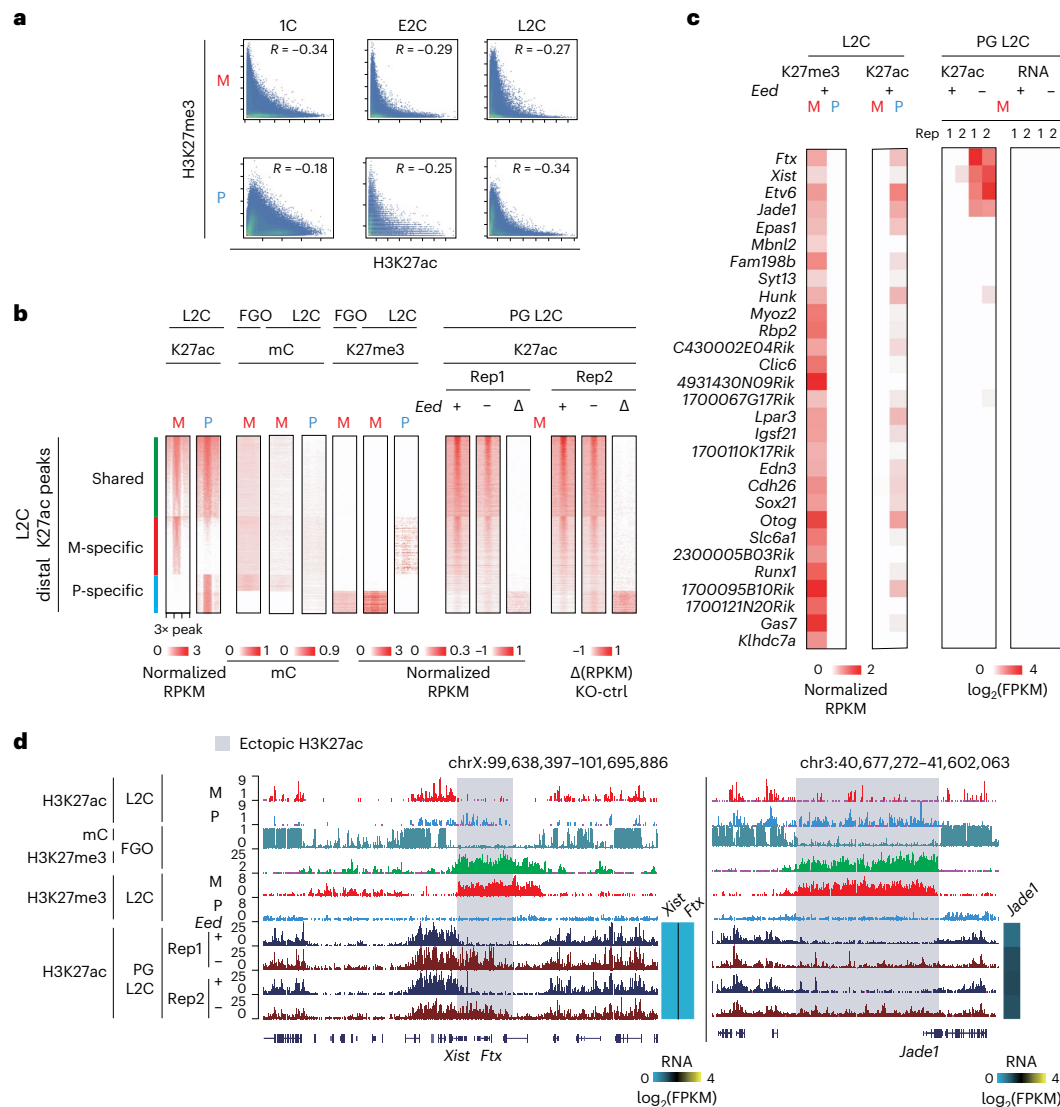 a
1C E2C L2C
R = −0.34 R = −0.29 R = −0.27
M
H3K27me3
R = −0.18 R = −0.25 R = −0.34
P
H3K27ac
b
L2C FGO L2C FGO L2C PG L2C
K27ac mC K27me3 K27ac
Rep1 Rep2
Eed + − Δ + − Δ
M P M M P M M P M
L2C
distal K27ac peaks
Shared
M-specific
P-specific
3× peak
0 3 0 1 0 0.9 0 3 0 0.3 −1 1 −1 1
Normalized
RPKM
mC
Normalized
RPKM
Δ(RPKM)
KO-ctrl
c
L2C PG L2C
K27me3 K27ac K27ac RNA
Eed + + + − + −
M P M P M
Rep 1 2 1 2 1 2 1 2
Ftx
Xist
Etv6
Jade1
Epas1
Mbnl2
Fam198b
Syt13
Hunk
Myoz2
Rbp2
C430002E04Rik
Clic6
4931430N09Rik
1700067G17Rik
Lpar3
Igsf21
1700110K17Rik
Edn3
Cdh26
Sox21
Otog
Slc6a1
2300005B03Rik
Runx1
1700095B10Rik
1700121N20Rik
Gas7
Klhdc7a
0 2 0 4
Normalized
RPKM
log2(FPKM)
d
Ectopic H3K27ac
chrX:99,638,397–101,695,886 chr3:40,677,272–41,602,063
H3K27ac L2C M 9 1
P 9 1
mC FGO 1 0
H3K27me3 25 2
H3K27me3 L2C M 8 0
P 8 0
Eed
H3K27ac PG L2C Rep1 + 25 0
− 25 0
Rep2 + 25 0
− 25 0
Xist
Ftx
Jade1
Xist Ftx Jade1
RNA RNA
0 4 0 4
log2(FPKM) log2(FPKM)